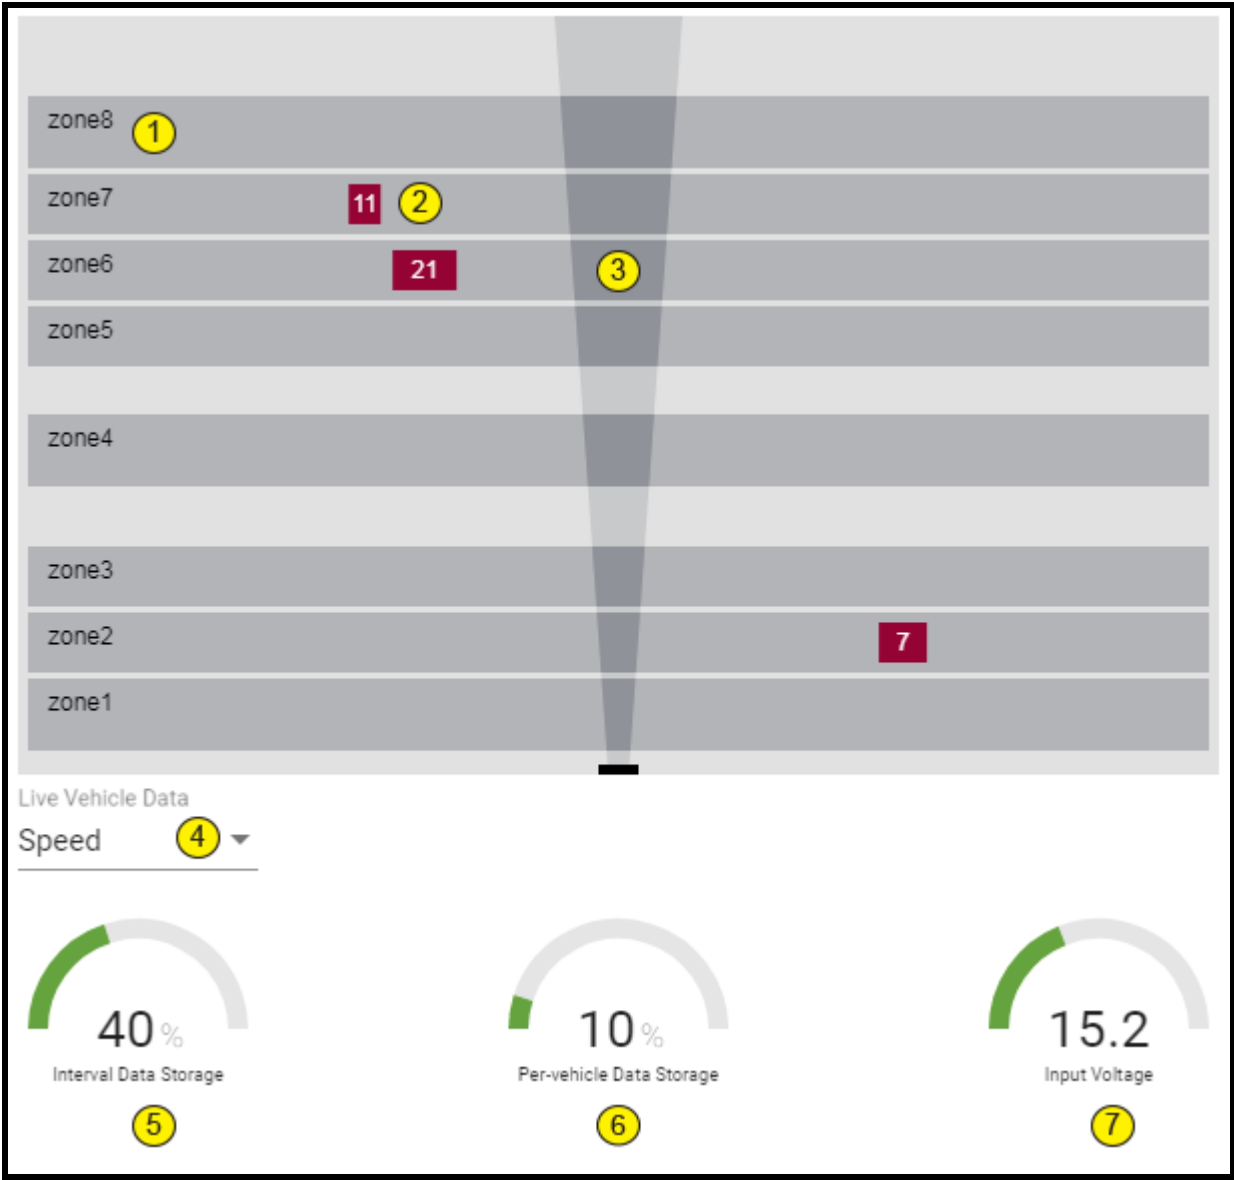 zone8 1
zone7 11 2
zone6 21 3
zone5
zone4
zone3
zone2 7
zone1
Live Vehicle Data
Speed 4
40 % 10 % 15.2
Interval Data Storage Per-vehicle Data Storage Input Voltage
5 6 7